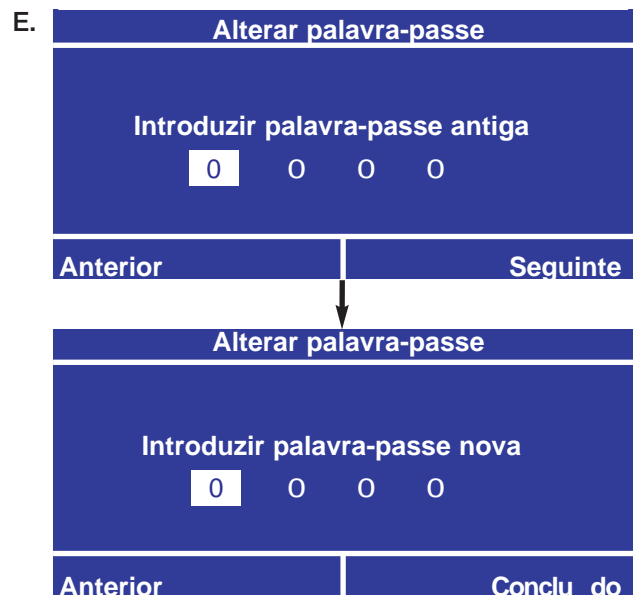 E.
Alterar palavra-passe
Introduzir palavra-passe antiga
0 0 0 0
Anterior Seguinte
Alterar palavra-passe
Introduzir palavra-passe nova
0 0 0 0
Anterior Conclu do